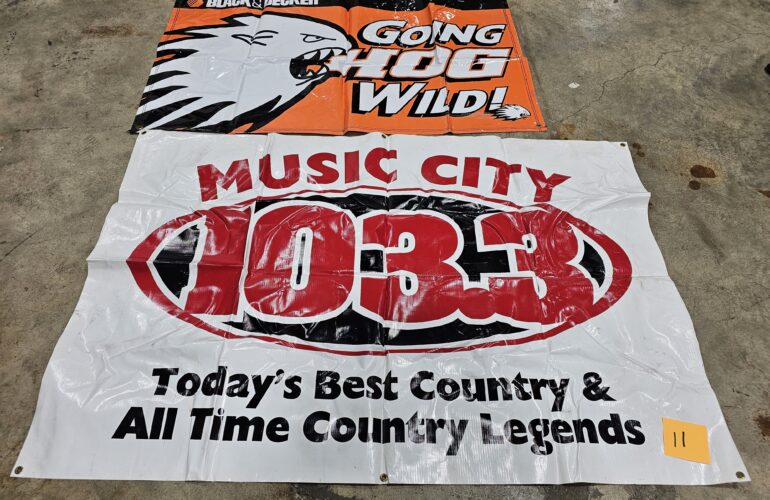 BLACK & DECKER
GOING
HOG
WILD!
MUSIC CITY
103.3
Today's Best Country &
All Time Country Legends
11